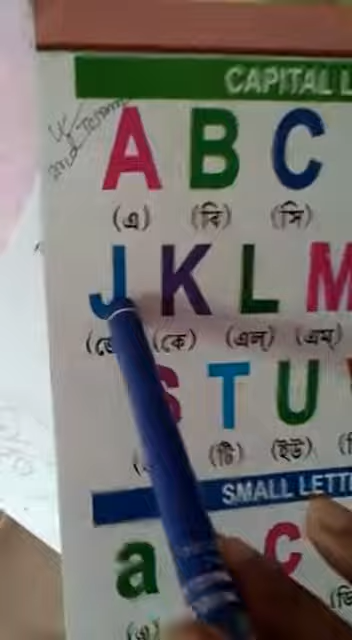 CAPITAL L
A B C
(এ) (বি) (সি)
J K L M
(কে) (এল্) (এম্)
S T U
(টি) (ইউ)
SMALL LETT
a c